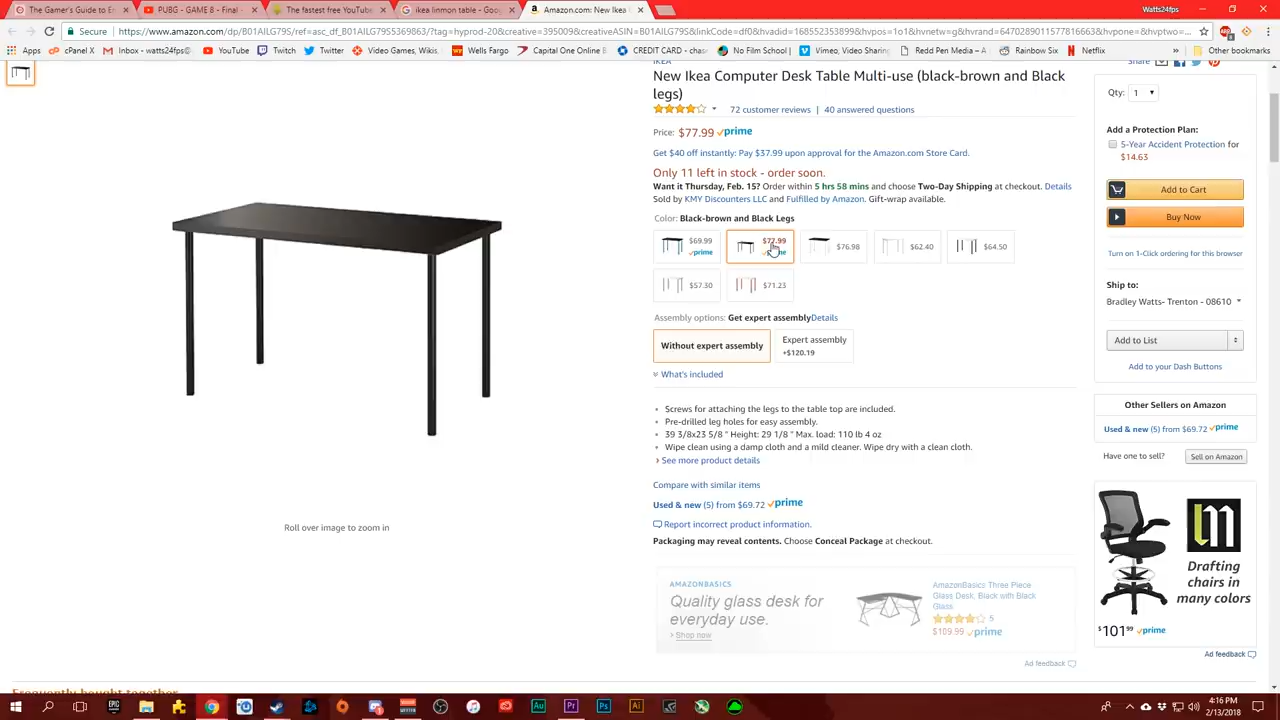 The Gamer's Guide to E
PUBG - GAME 8 - Final -
The fastest free YouTube
ikea linmon table - Goo
Amazon.com: New Ikea
Watts24fps
Secure
https://www.amazon.com/dp/B01AILG79S/ref=asc_df_B01AILG79S5369863/?tag=hyprod-20&creative=395009&creativeASIN=B01AILG79S&linkCode=df0&hvadid=168552353899&hvpos=1o1&hvnetw=g&hvrand=6470289011577816663&hvpone=&hvptwo=
Apps
cPanel X
Inbox - watts24fps@
YouTube
Twitch
Twitter
Video Games, Wikis,
Wells Fargo
Capital One Online B
CREDIT CARD - chas
No Film School |
Vimeo, Video Sharing
Redd Pen Media – A
Rainbow Six
Netflix
Other bookmarks
IKEA
Share
New Ikea Computer Desk Table Multi-use (black-brown and Black
legs)
72 customer reviews | 40 answered questions
Price: $77.99 prime
Get $40 off instantly: Pay $37.99 upon approval for the Amazon.com Store Card.
Only 11 left in stock - order soon.
Want it Thursday, Feb. 15? Order within 5 hrs 58 mins and choose Two-Day Shipping at checkout. Details
Sold by KMY Discounters LLC and Fulfilled by Amazon. Gift-wrap available.
Color: Black-brown and Black Legs
$69.99
prime
$77.99
$76.98
$62.40
$64.50
$57.30
$71.23
Assembly options: Get expert assemblyDetails
Without expert assembly
Expert assembly
+$120.19
What's included
Screws for attaching the legs to the table top are included.
Pre-drilled leg holes for easy assembly.
39 3/8x23 5/8 " Height: 29 1/8 " Max. load: 110 lb 4 oz
Wipe clean using a damp cloth and a mild cleaner. Wipe dry with a clean cloth.
› See more product details
Compare with similar items
Used & new (5) from $69.72 prime
Report incorrect product information.
Packaging may reveal contents. Choose Conceal Package at checkout.
Roll over image to zoom in
AMAZONBASICS
Quality glass desk for
everyday use.
› Shop now
AmazonBasics Three Piece
Glass Desk, Black with Black
Glass
5
$109.99 prime
Ad feedback
Qty: 1
Add a Protection Plan:
5-Year Accident Protection for
$14.63
Add to Cart
Buy Now
Turn on 1-Click ordering for this browser
Ship to:
Bradley Watts- Trenton - 08610
Add to List
Add to your Dash Buttons
Other Sellers on Amazon
Used & new (5) from $69.72 prime
Have one to sell?
Sell on Amazon
Drafting
chairs in
many colors
$101 99 prime
Ad feedback
Frequently bought together
EPIC
Au
Pr
Ps
Ai
4:16 PM
2/13/2018